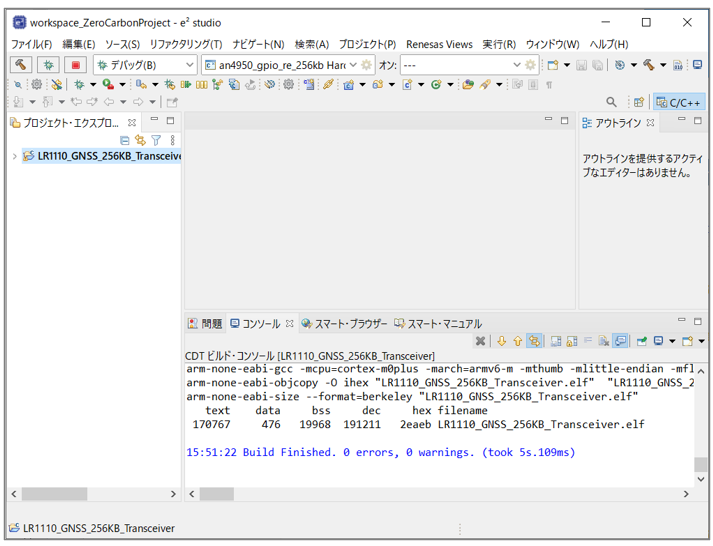 workspace_ZeroCarbonProject - e² studio
ファイル(F) 編集(E) ソース(S) リファクタリング(T) ナビゲート(N) 検索(A) プロジェクト(P) Renesas Views 実行(R) ウィンドウ(W) ヘルプ(H)
デバッグ(B) an4950_gpio_re_256kb Harc オン: ---
C/C++
プロジェクト・エクスプロ...
アウトライン
LR1110_GNSS_256KB_Transceive
アウトラインを提供するアクティ
ブなエディターはありません。
問題 コンソール スマート・ブラウザー スマート・マニュアル
CDT ビルド・コンソール [LR1110_GNSS_256KB_Transceiver]
arm-none-eabi-gcc -mcpu=cortex-m0plus -march=armv6-m -mthumb -mlittle-endian -mfl
arm-none-eabi-objcopy -O ihex "LR1110_GNSS_256KB_Transceiver.elf" "LR1110_GNSS_2
arm-none-eabi-size --format=berkeley "LR1110_GNSS_256KB_Transceiver.elf"
text data bss dec hex filename
170767 476 19968 191211 2eaeb LR1110_GNSS_256KB_Transceiver.elf
15:51:22 Build Finished. 0 errors, 0 warnings. (took 5s.109ms)
LR1110_GNSS_256KB_Transceiver